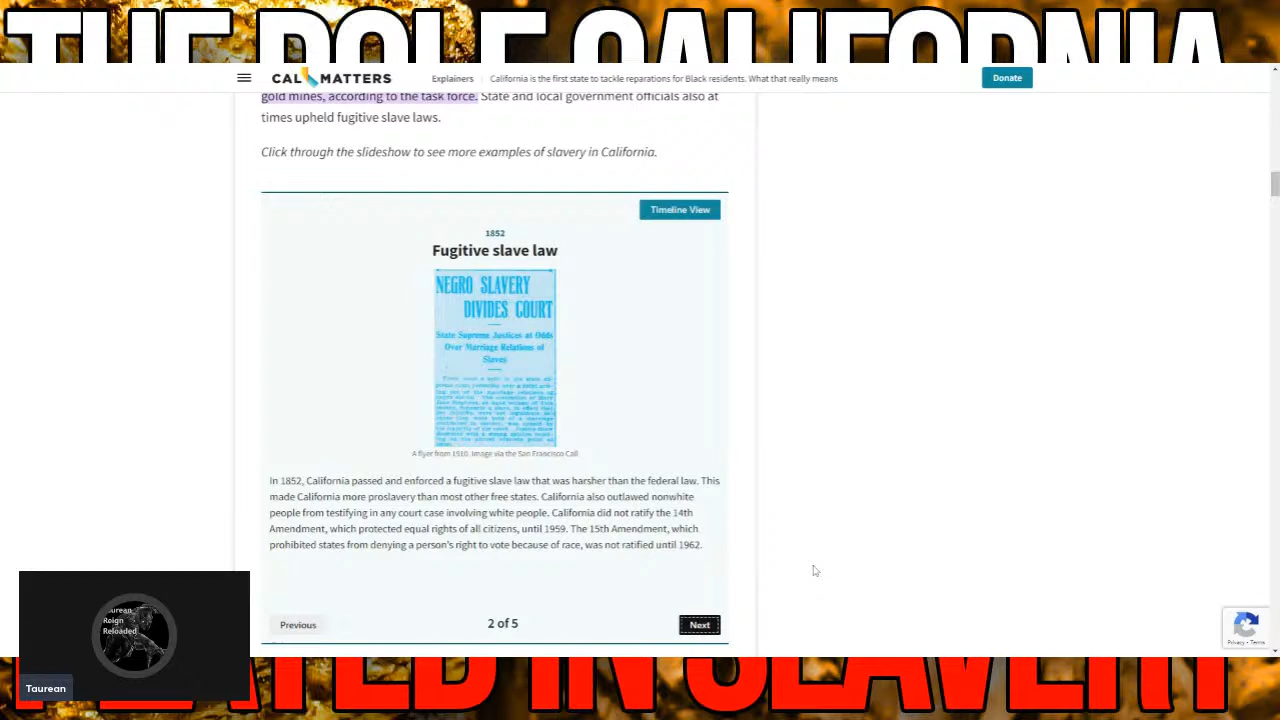 THE ROLE CALIFORNIA
CAL MATTERS
Explainers
California is the first state to tackle reparations for Black residents. What that really means
Donate
gold mines, according to the task force. State and local government officials also at
times upheld fugitive slave laws.
Click through the slideshow to see more examples of slavery in California.
Timeline View
1852
Fugitive slave law
NEGRO SLAVERY
DIVIDES COURT
State Supreme Justices at Odds
Over Marriage Relations of
Slaves
A flyer from 1910. Image via the San Francisco Call
In 1852, California passed and enforced a fugitive slave law that was harsher than the federal law. This
made California more proslavery than most other free states. California also outlawed nonwhite
people from testifying in any court case involving white people. California did not ratify the 14th
Amendment, which protected equal rights of all citizens, until 1959. The 15th Amendment, which
prohibited states from denying a person's right to vote because of race, was not ratified until 1962.
Previous
2 of 5
Next
Privacy - Terms
Taurean
Reign
Reloaded
Taurean
PLAYED IN SLAVERY